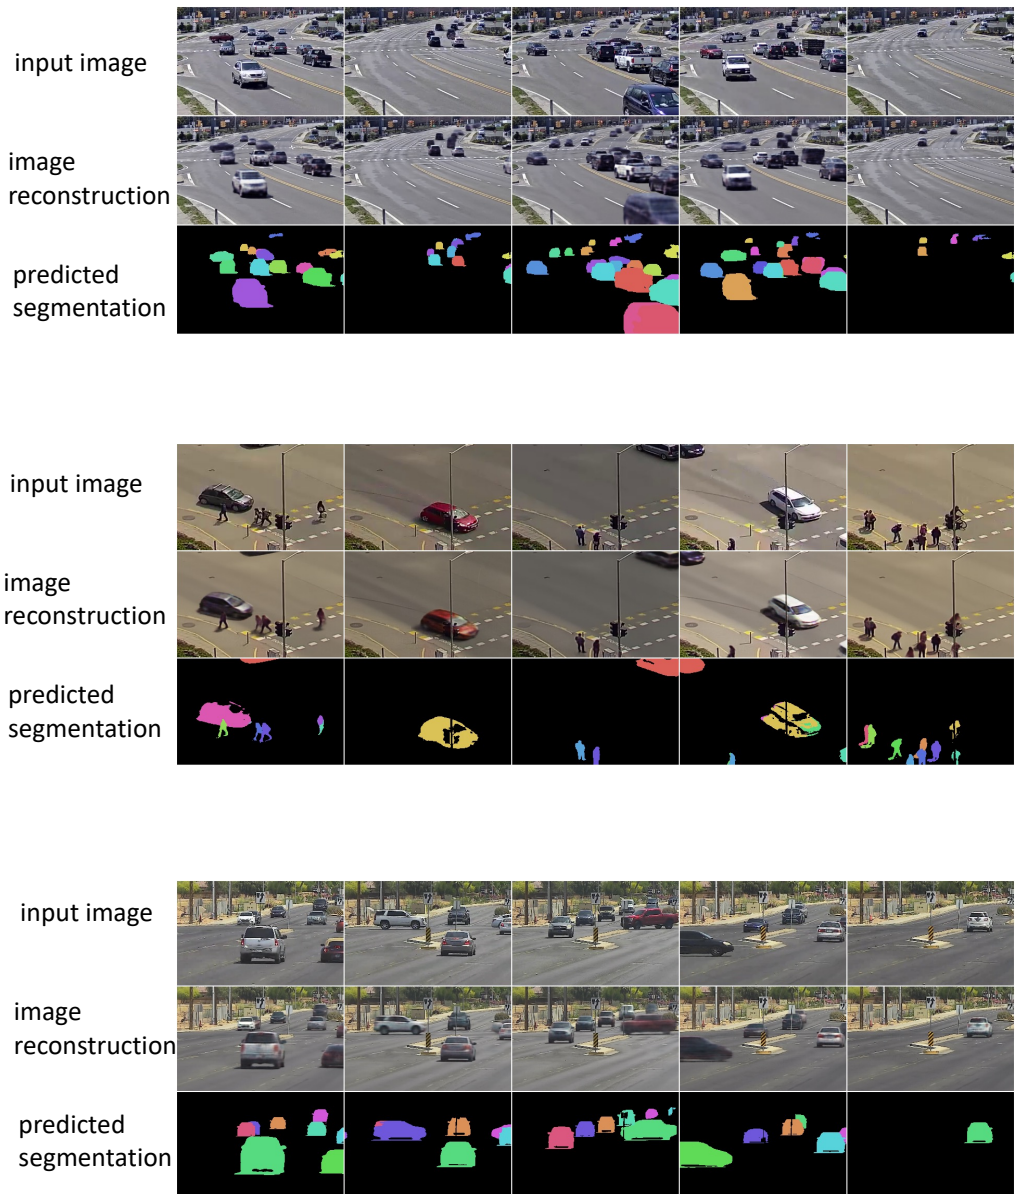 input image
image
reconstruction
predicted
segmentation
input image
image
reconstruction
predicted
segmentation
input image
image
reconstruction
predicted
segmentation